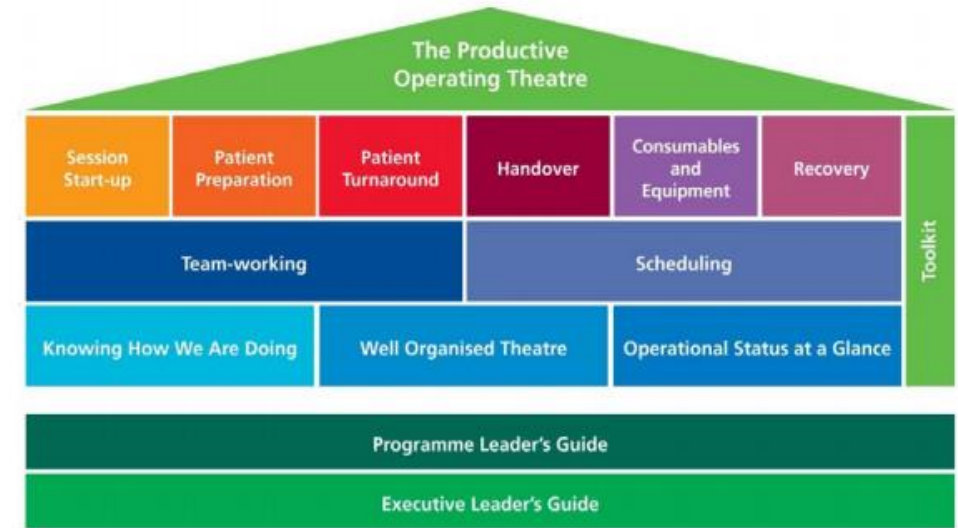 The Productive
Operating Theatre
Session
Start-up
Patient
Preparation
Patient
Turnaround
Handover
Consumables
and
Equipment
Recovery
Toolkit
Team-working
Scheduling
Knowing How We Are Doing
Well Organised Theatre
Operational Status at a Glance
Programme Leader's Guide
Executive Leader's Guide